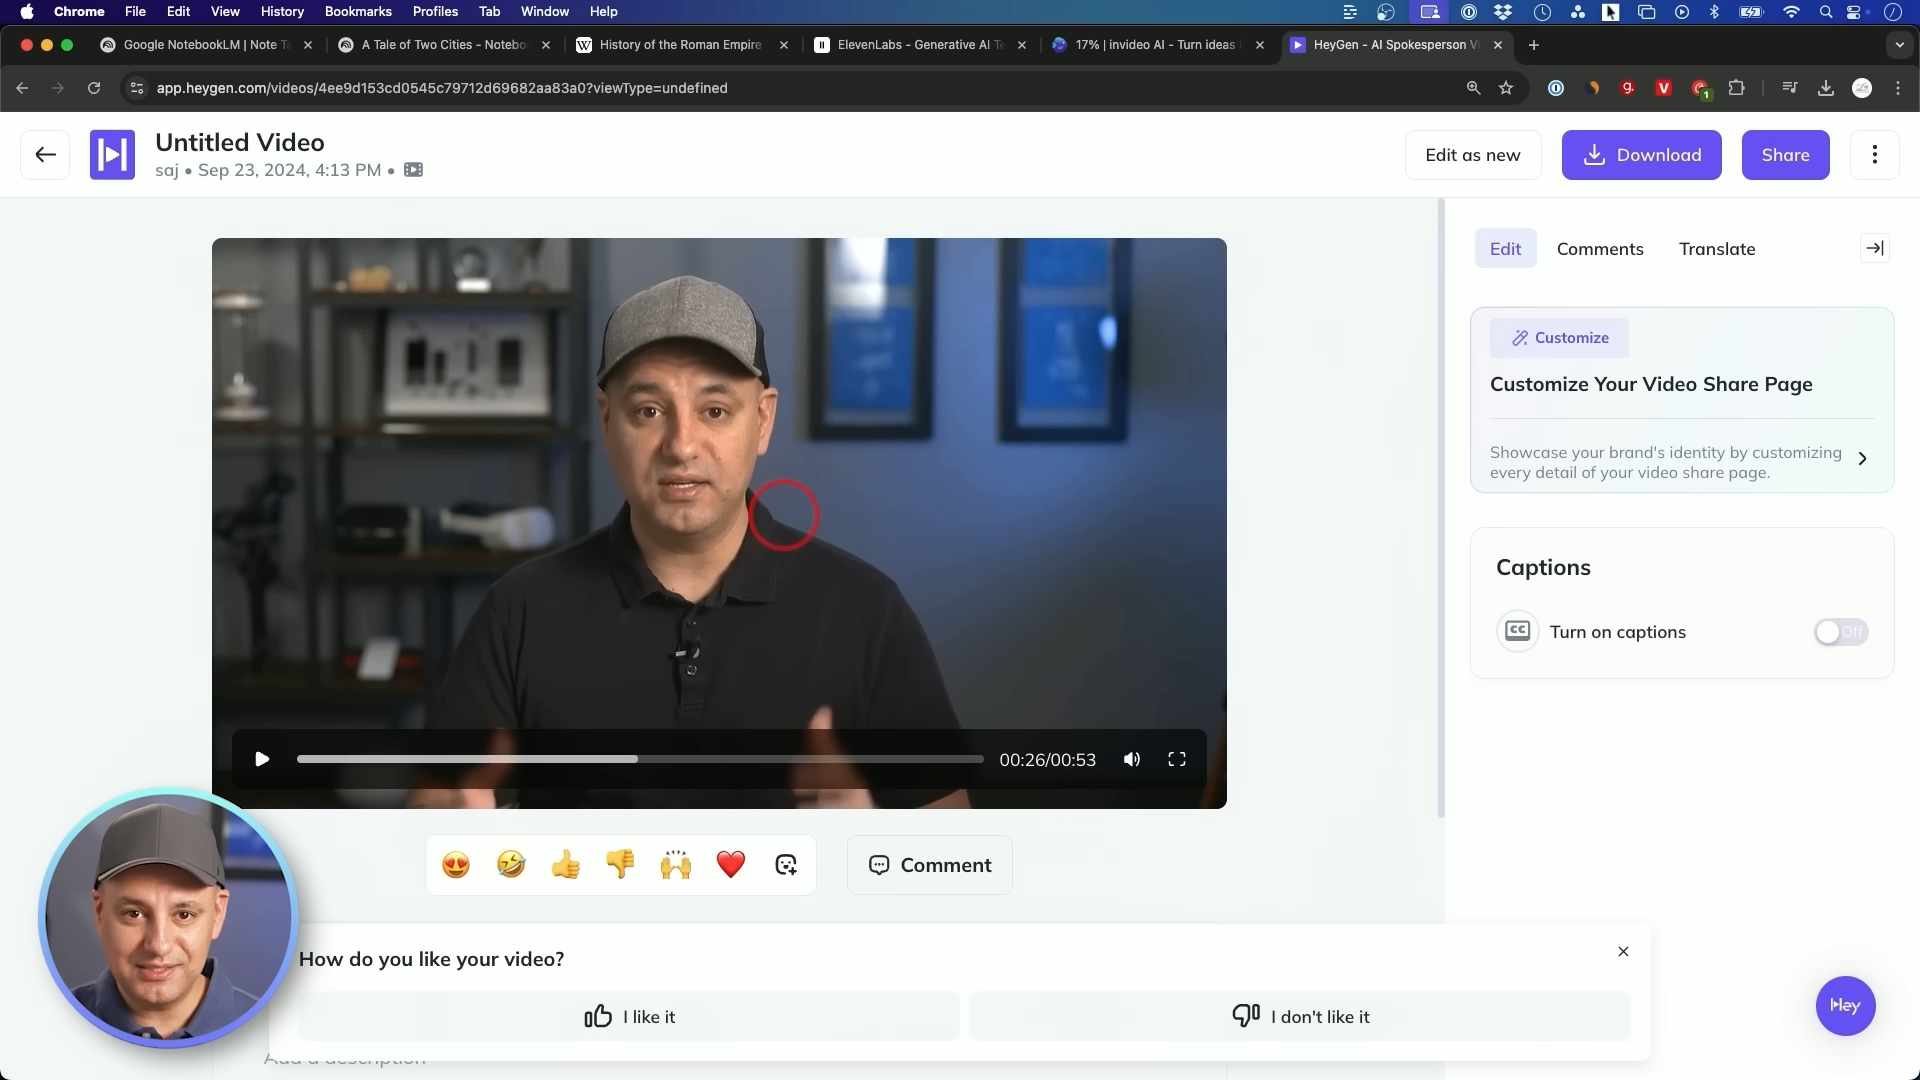 Chrome File Edit View History Bookmarks Profiles Tab Window Help
Google NotebookLM | Note T
A Tale of Two Cities - Notebo
History of the Roman Empire
ElevenLabs - Generative AI Te
17% | invideo AI - Turn ideas
HeyGen - AI Spokesperson Vi
app.heygen.com/videos/4ee9d153cd0545c79712d69682aa83a0?viewType=undefined
Untitled Video
saj • Sep 23, 2024, 4:13 PM •
Edit as new
Download
Share
Edit
Comments
Translate
Customize
Customize Your Video Share Page
Showcase your brand's identity by customizing
every detail of your video share page.
Captions
CC
Turn on captions
Off
00:26/00:53
Comment
How do you like your video?
I like it
I don't like it
Add a description
Hey